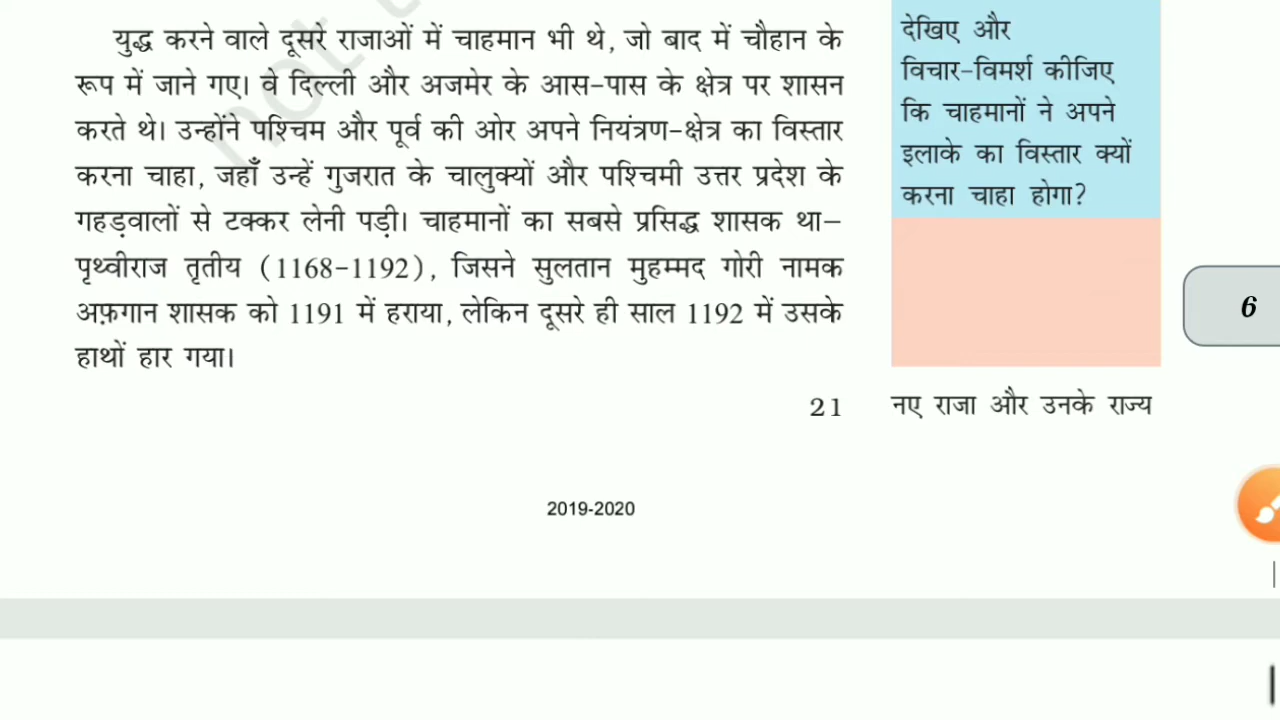 युद्ध करने वाले दूसरे राजाओं में चाहमान भी थे, जो बाद में चौहान के
रूप में जाने गए। वे दिल्ली और अजमेर के आस-पास के क्षेत्र पर शासन
करते थे। उन्होंने पश्चिम और पूर्व की ओर अपने नियंत्रण-क्षेत्र का विस्तार
करना चाहा, जहाँ उन्हें गुजरात के चालुक्यों और पश्चिमी उत्तर प्रदेश के
गहड़वालों से टक्कर लेनी पड़ी। चाहमानों का सबसे प्रसिद्ध शासक था–
पृथ्वीराज तृतीय (1168-1192), जिसने सुलतान मुहम्मद गोरी नामक
अफ़गान शासक को 1191 में हराया, लेकिन दूसरे ही साल 1192 में उसके
हाथों हार गया।
देखिए और
विचार-विमर्श कीजिए
कि चाहमानों ने अपने
इलाके का विस्तार क्यों
करना चाहा होगा?
6
21 नए राजा और उनके राज्य
2019-2020
not t